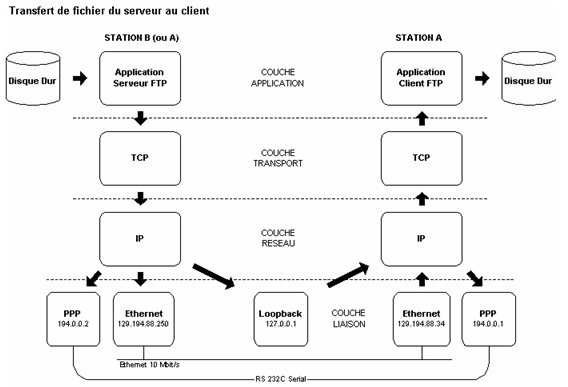 Transfert de fichier du serveur au client
STATION B (ou A)
STATION A
Disque Dur
Application
Serveur FTP
COUCHE
APPLICATION
Application
Client FTP
Disque Dur
TCP
COUCHE
TRANSPORT
TCP
IP
COUCHE
RESEAU
IP
PPP
194.0.0.2
Ethernet
129.194.88.250
Loopback
127.0.0.1
COUCHE
LIAISON
Ethernet
129.194.88.34
PPP
194.0.0.1
Ethernet 10 Mbit/s
RS 232C Serial